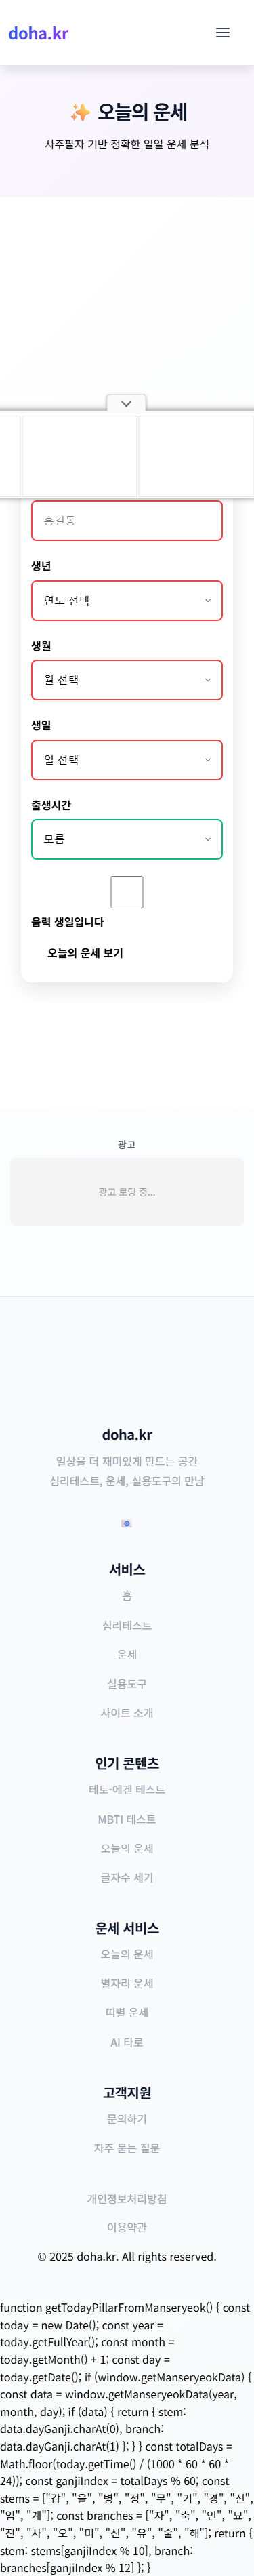 doha.kr
✨ 오늘의 운세
사주팔자 기반 정확한 일일 운세 분석
홍길동
생년
연도 선택
생월
월 선택
생일
일 선택
출생시간
모름
음력 생일입니다
오늘의 운세 보기
광고
광고 로딩 중...
doha.kr
일상을 더 재미있게 만드는 공간
심리테스트, 운세, 실용도구의 만남
서비스
홈
심리테스트
운세
실용도구
사이트 소개
인기 콘텐츠
테토-에겐 테스트
MBTI 테스트
오늘의 운세
글자수 세기
운세 서비스
오늘의 운세
별자리 운세
띠별 운세
AI 타로
고객지원
문의하기
자주 묻는 질문
개인정보처리방침
이용약관
© 2025 doha.kr. All rights reserved.
function getTodayPillarFromManseryeok() { const
today = new Date(); const year =
today.getFullYear(); const month =
today.getMonth() + 1; const day =
today.getDate(); if (window.getManseryeokData) {
const data = window.getManseryeokData(year,
month, day); if (data) { return { stem:
data.dayGanji.charAt(0), branch:
data.dayGanji.charAt(1) }; } } const totalDays =
Math.floor(today.getTime() / (1000 * 60 * 60 *
24)); const ganjiIndex = totalDays % 60; const
stems = ["갑", "을", "병", "정", "무", "기", "경", "신",
"임", "계"]; const branches = ["자", "축", "인", "묘",
"진", "사", "오", "미", "신", "유", "술", "해"]; return {
stem: stems[ganjiIndex % 10], branch:
branches[ganjiIndex % 12] }; }